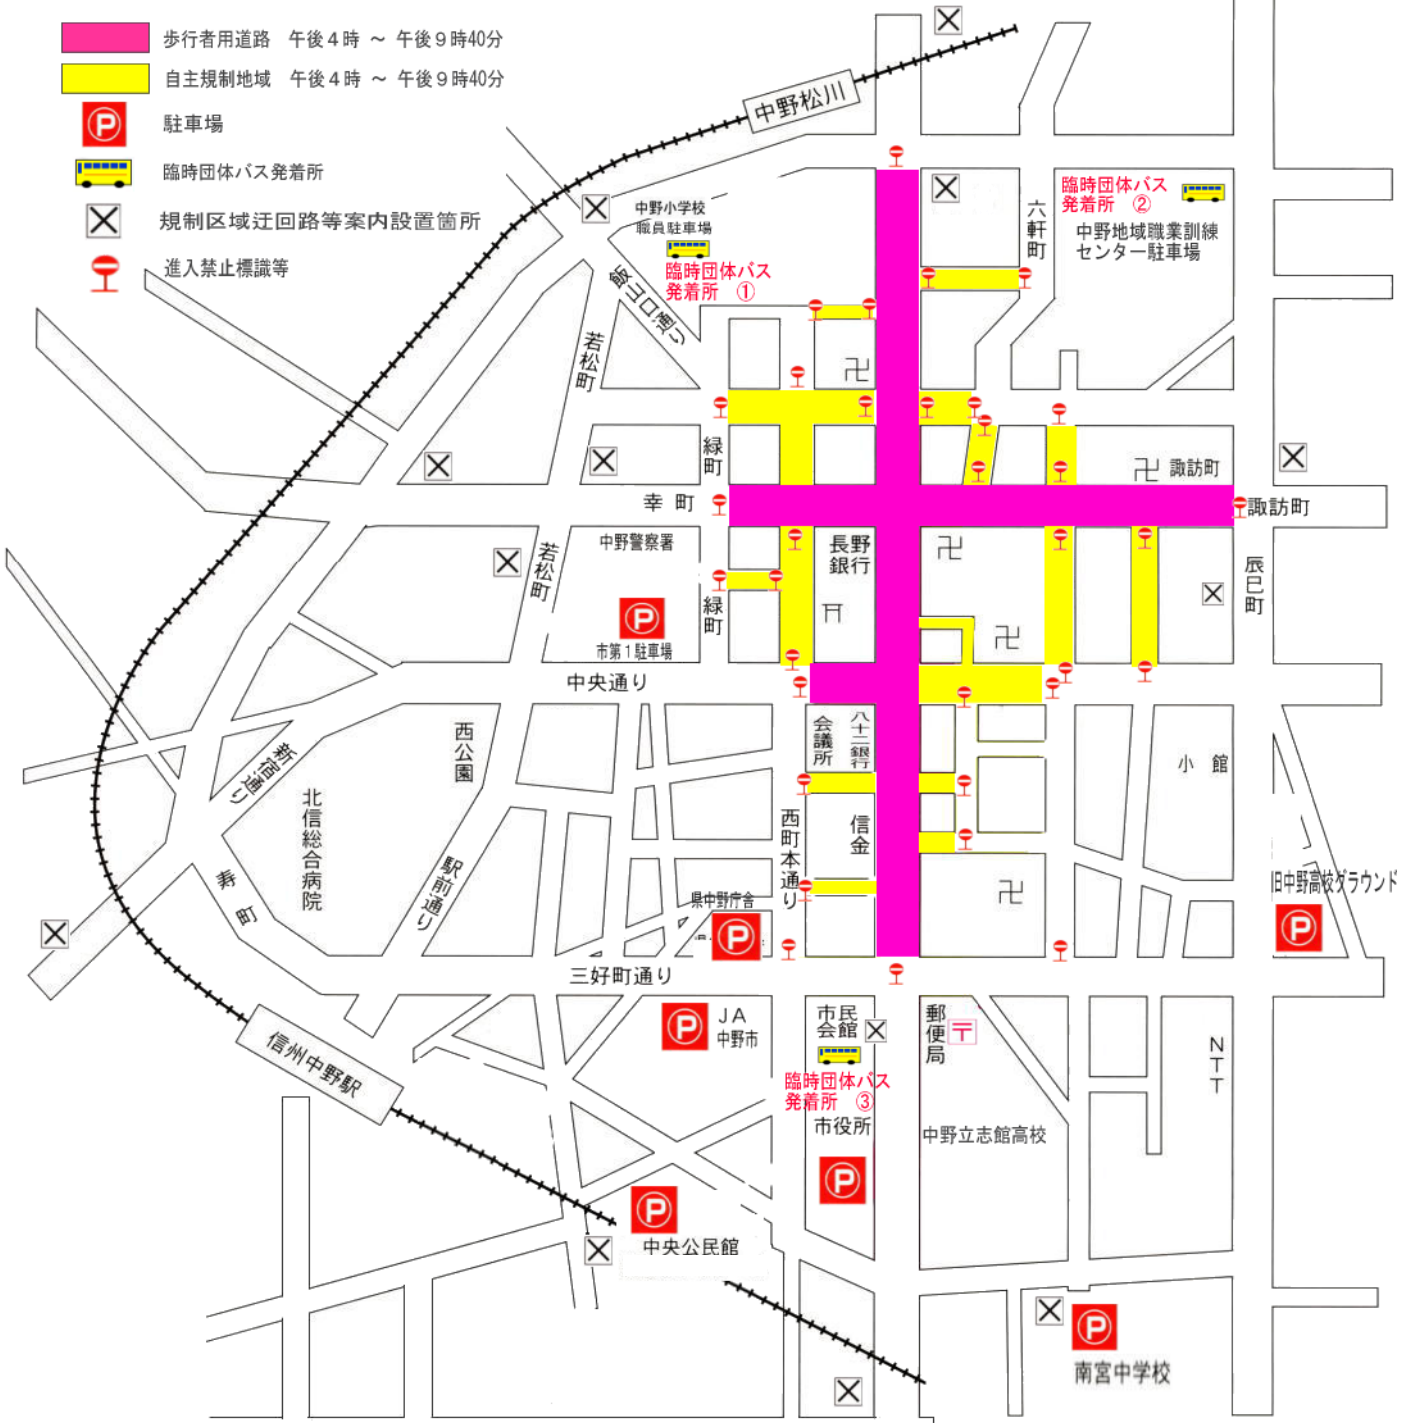 歩行者用道路　午後４時 ～ 午後９時40分
自主規制地域　午後４時 ～ 午後９時40分
P
駐車場
臨時団体バス発着所
規制区域迂回路等案内設置箇所
進入禁止標識等
中野松川
中野小学校
職員駐車場
臨時団体バス
発着所　①
六軒町
臨時団体バス
発着所　②
中野地域職業訓練
センター駐車場
飯山口通り
若松町
卍
緑町
卍 諏訪町
幸 町
諏訪町
中野警察署
若松町
長野
銀行
卍
辰巳町
緑町
P
市第１駐車場
卍
中央通り
西公園
会議所
八十二銀行
小　館
新宿通り
北信総合病院
西町本通り
信金
駅前通り
寿町
県中野庁舎
P
卍
旧中野高校グラウンド
P
三好町通り
P
ＪＡ
中野市
市民
会館
郵便局
〒
信州中野駅
臨時団体バス
発着所　③
市役所
P
中野立志館高校
NTT
P
中央公民館
P
南宮中学校